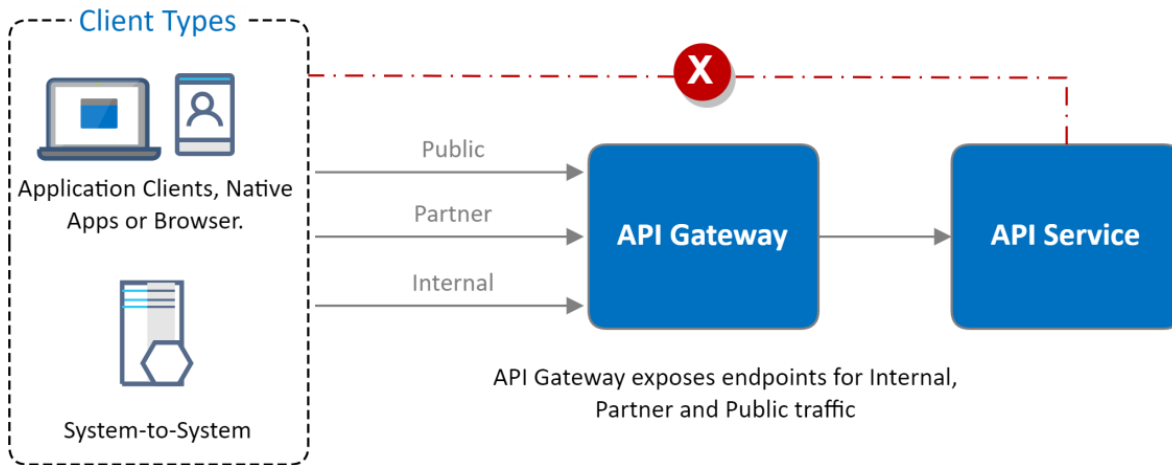 Client Types
X
Application Clients, Native
Apps or Browser.
Public
Partner
Internal
API Gateway
API Service
System-to-System
API Gateway exposes endpoints for Internal,
Partner and Public traffic